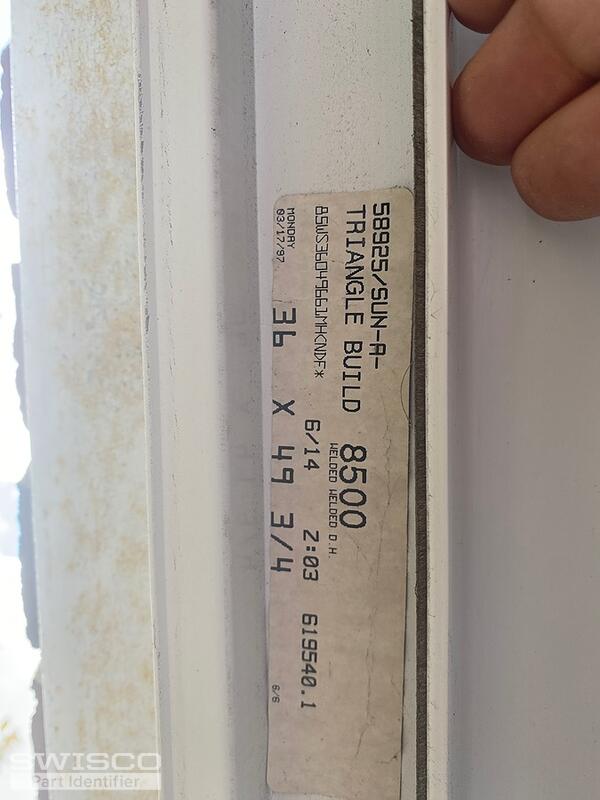 58925/SUN-A-
TRIANGLE BUILD 8500
WELDED WELDED D.H.
6/14 2:03 619540.1
MONDAY
03/17/97
36 X 49 3/4
6/6
SWISCO
Part Identifier